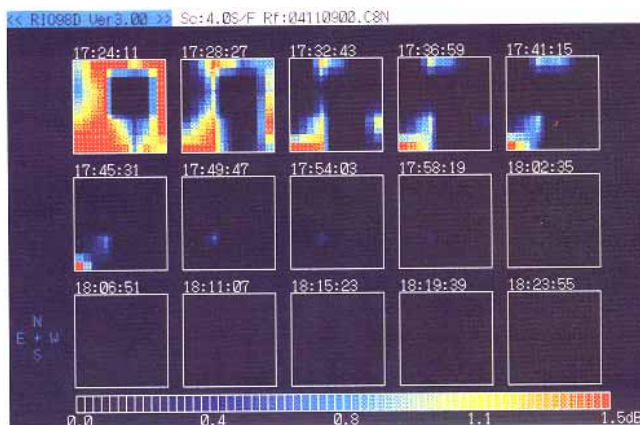 << RIO98D Ver3.00 >> Sc:4.0S/F Rf:04110900.C8N
17:24:11 17:28:27 17:32:43 17:36:59 17:41:15
17:45:31 17:49:47 17:54:03 17:58:19 18:02:35
18:06:51 18:11:07 18:15:23 18:19:39 18:23:55
N
E + W
S
0.0 0.4 0.8 1.1 1.5dB